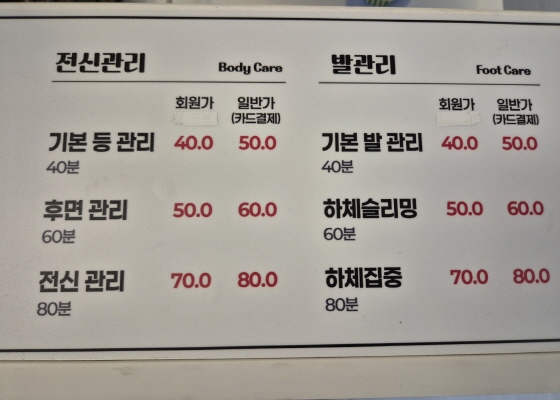 전신관리 Body Care
회원가 일반가
(카드결제)
기본 등 관리 40.0 50.0
40분
후면 관리 50.0 60.0
60분
전신 관리 70.0 80.0
80분
발관리 Foot Care
회원가 일반가
(카드결제)
기본 발 관리 40.0 50.0
40분
하체슬리밍 50.0 60.0
60분
하체집중 70.0 80.0
80분